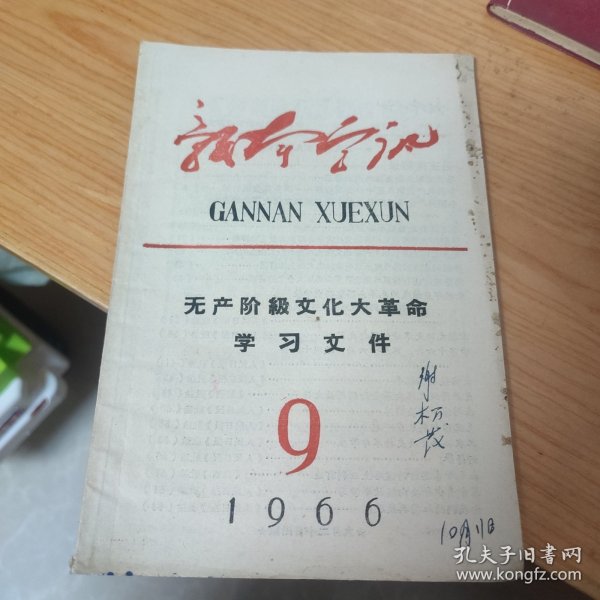 赣南学讯
GANNAN XUEXUN
无产阶級文化大革命
学习文件
9
1966
谢
10月11日
孔夫子旧书网
www.kongfz.com